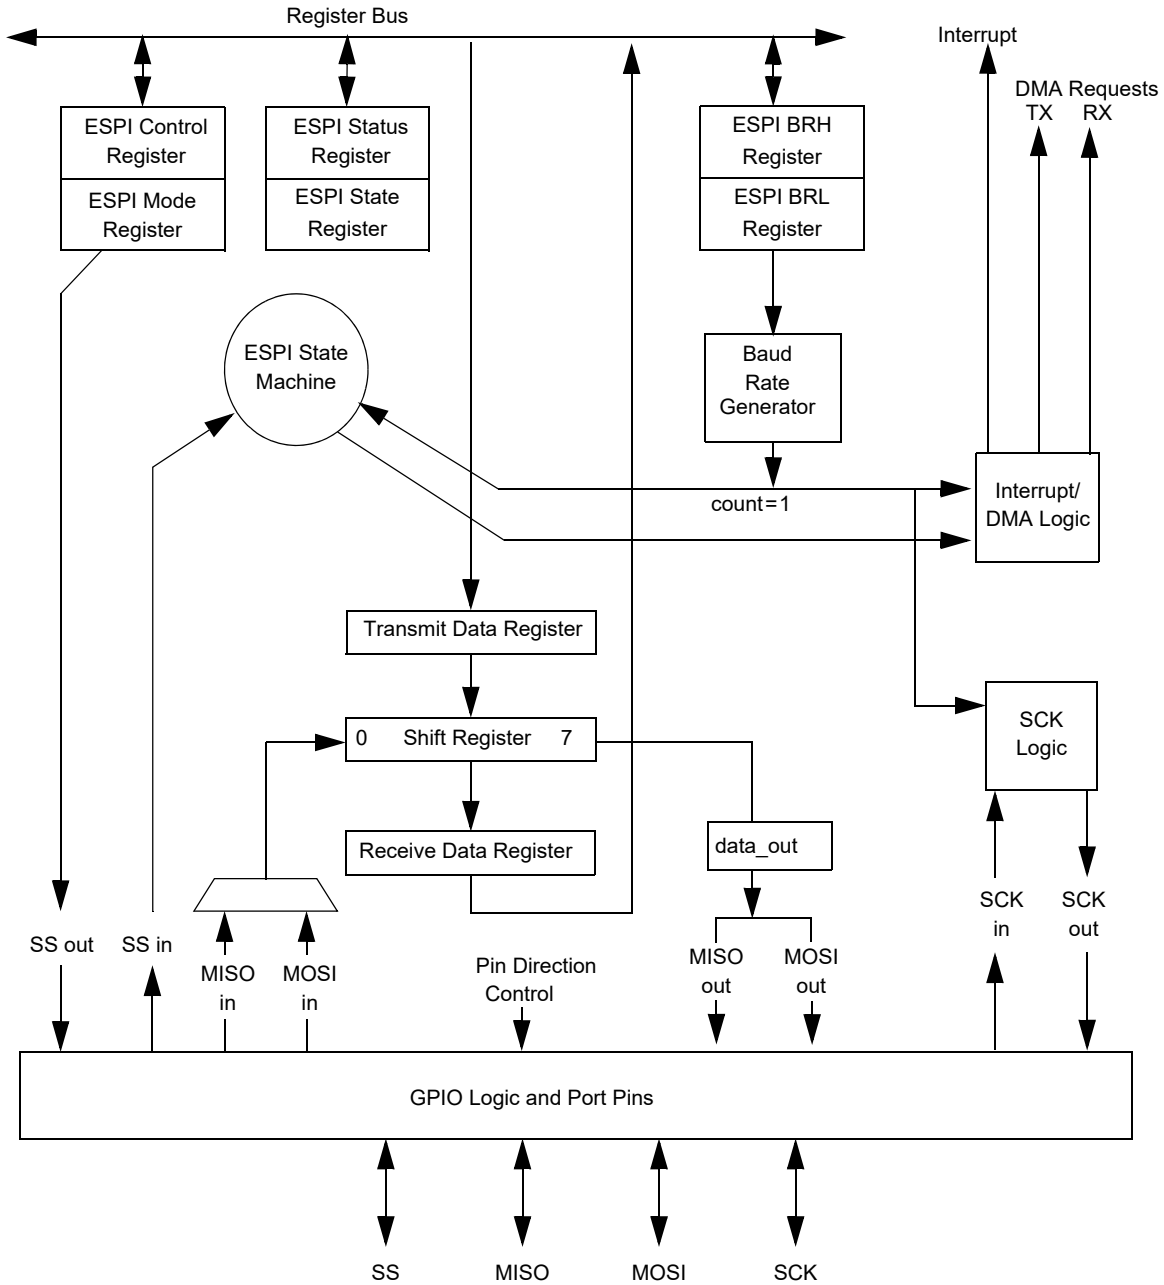 Register Bus
Interrupt
DMA Requests
TX RX
ESPI Control
Register
ESPI Mode
Register
ESPI Status
Register
ESPI State
Register
ESPI BRH
Register
ESPI BRL
Register
ESPI State
Machine
Baud
Rate
Generator
count=1
Interrupt/
DMA Logic
Transmit Data Register
0 Shift Register 7
SCK
Logic
Receive Data Register
data_out
SS out
SS in
MISO
in
MOSI
in
Pin Direction
Control
MISO
out
MOSI
out
SCK
in
SCK
out
GPIO Logic and Port Pins
SS
MISO
MOSI
SCK